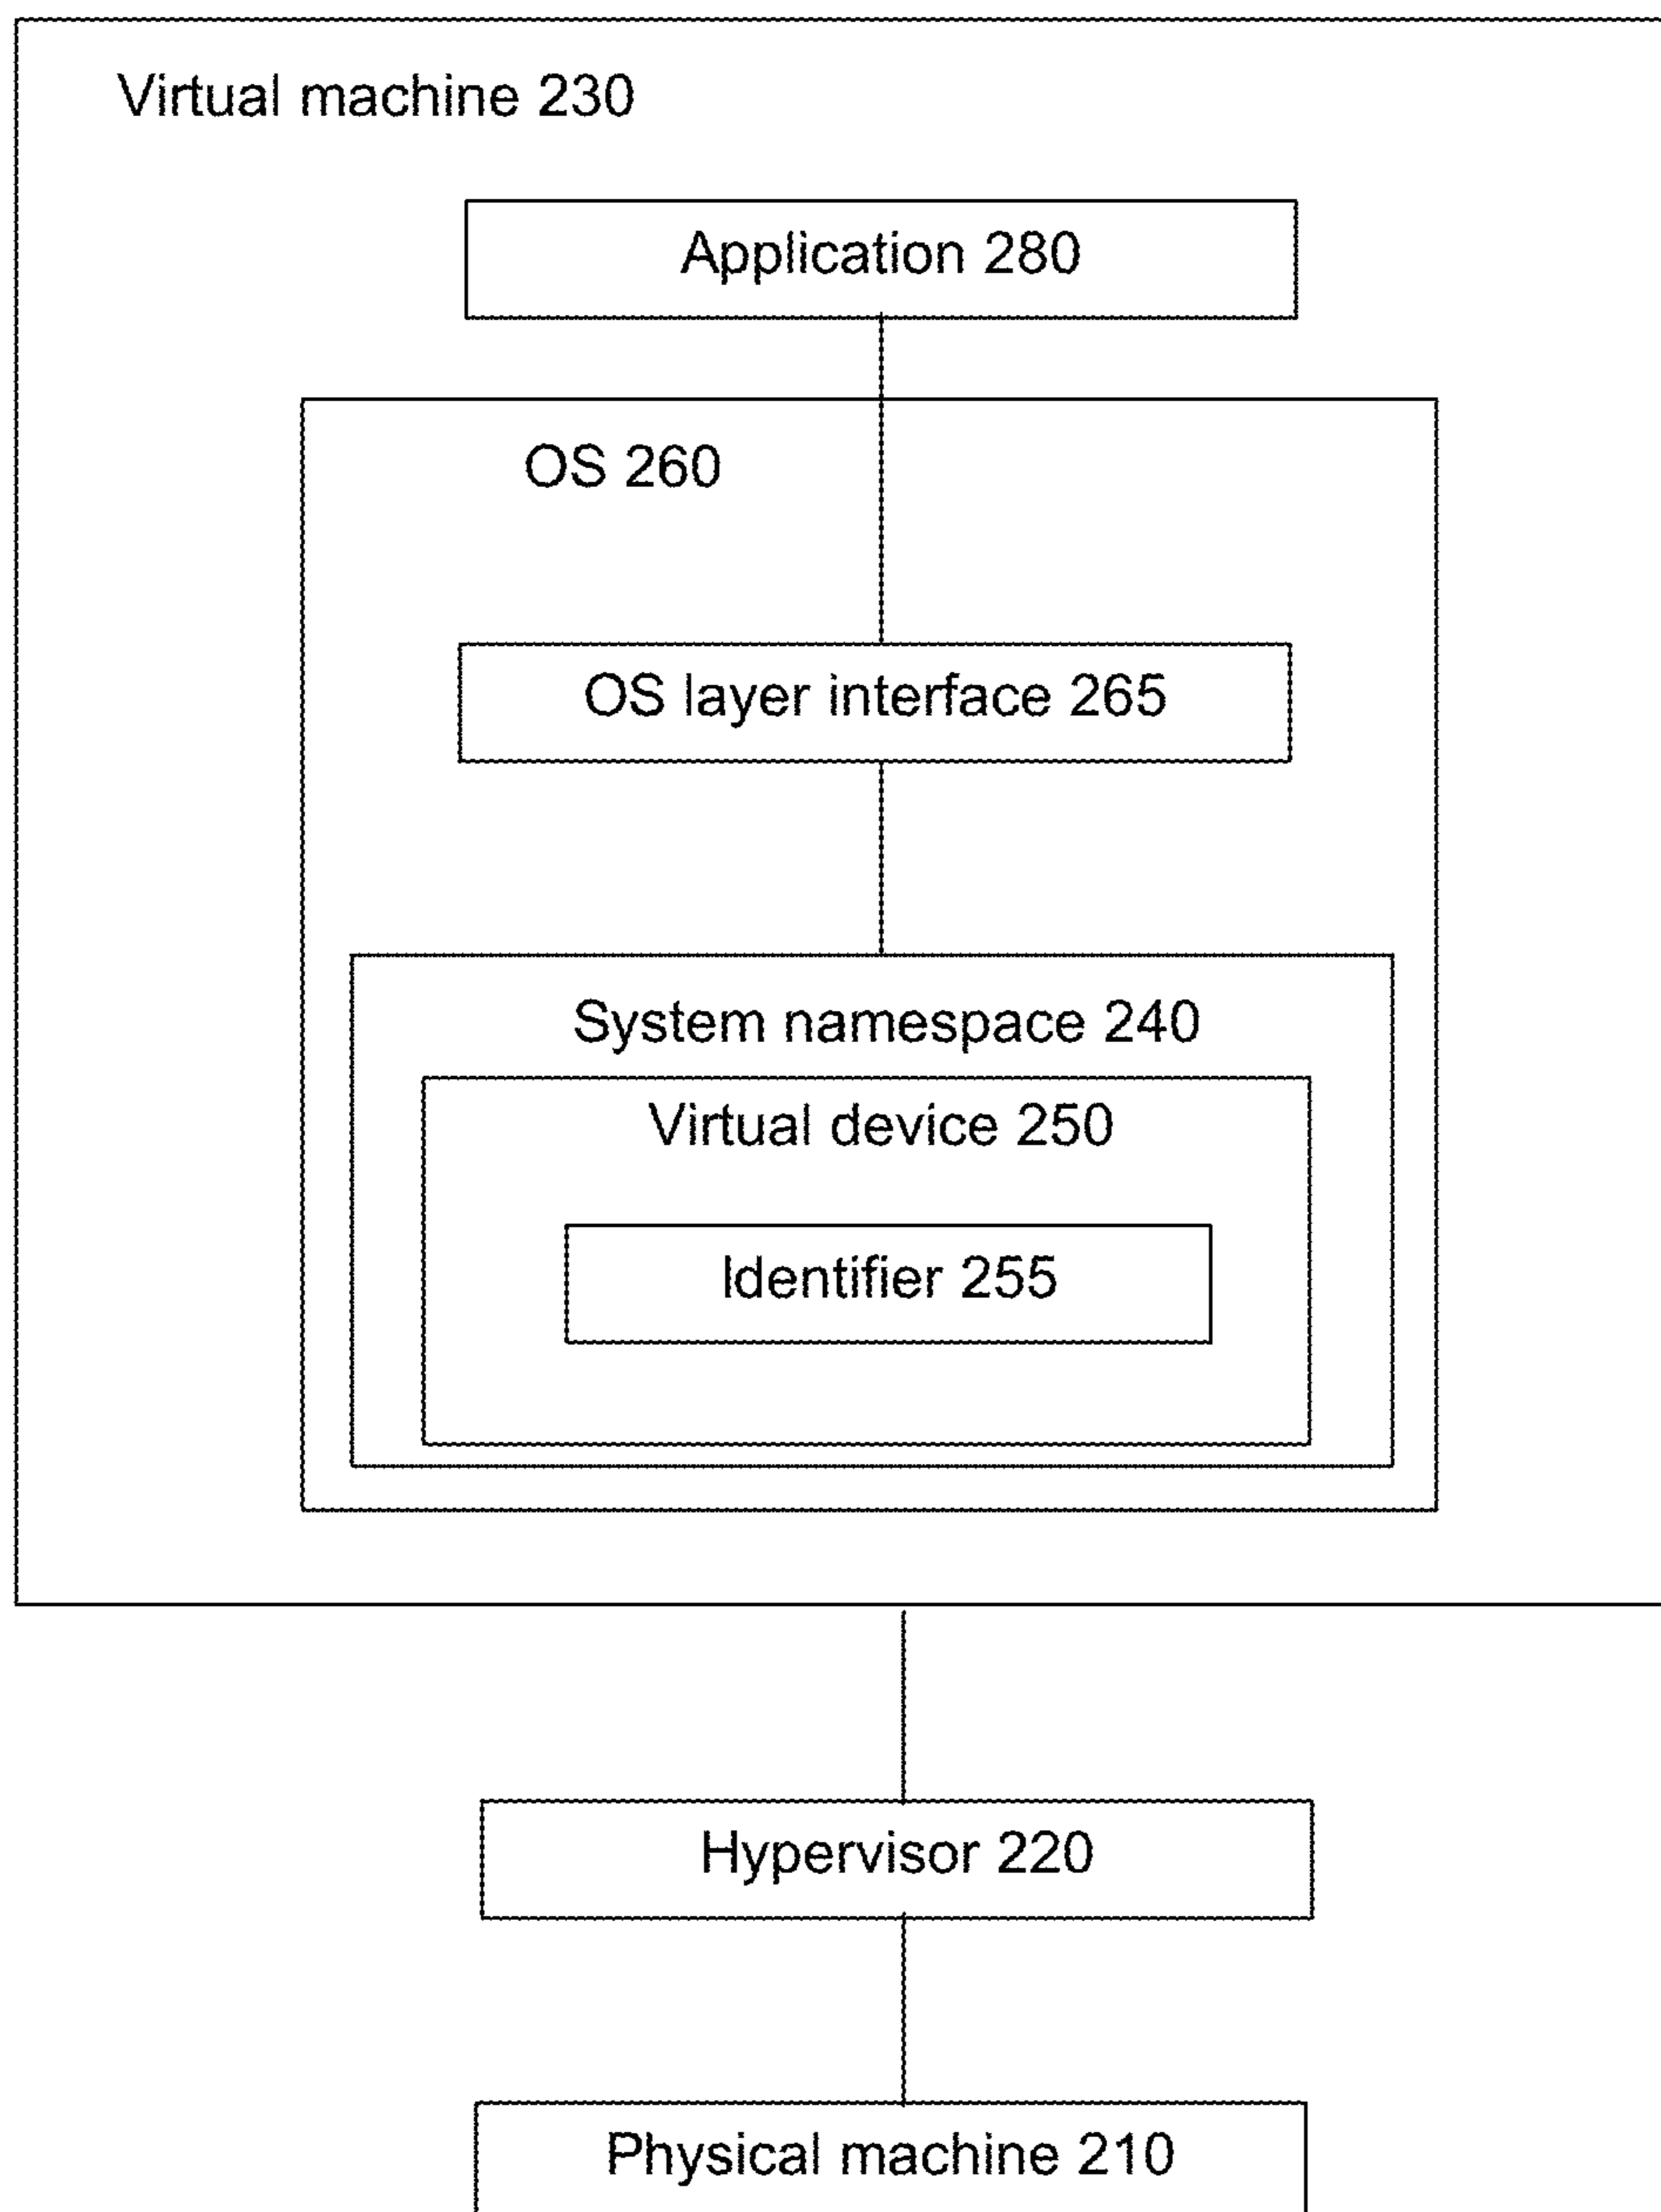 Virtual machine 230
Application 280
OS 260
OS layer interface 265
System namespace 240
Virtual device 250
Identifier 255
Hypervisor 220
Physical machine 210